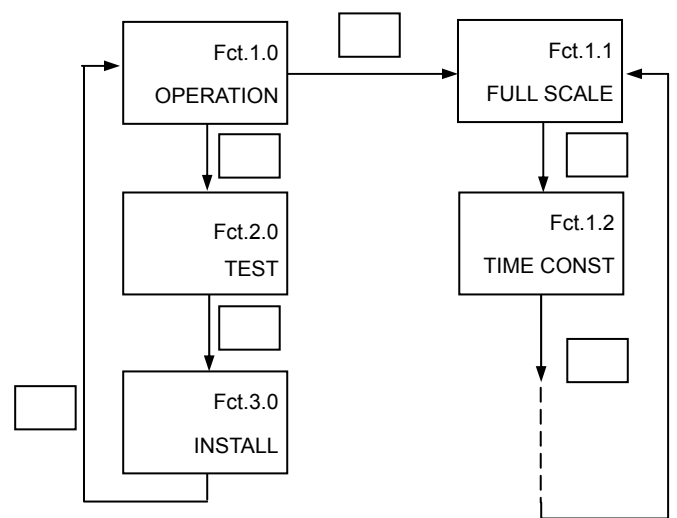 Fct.1.0
OPERATION
Fct.1.1
FULL SCALE
Fct.2.0
TEST
Fct.1.2
TIME CONST
Fct.3.0
INSTALL